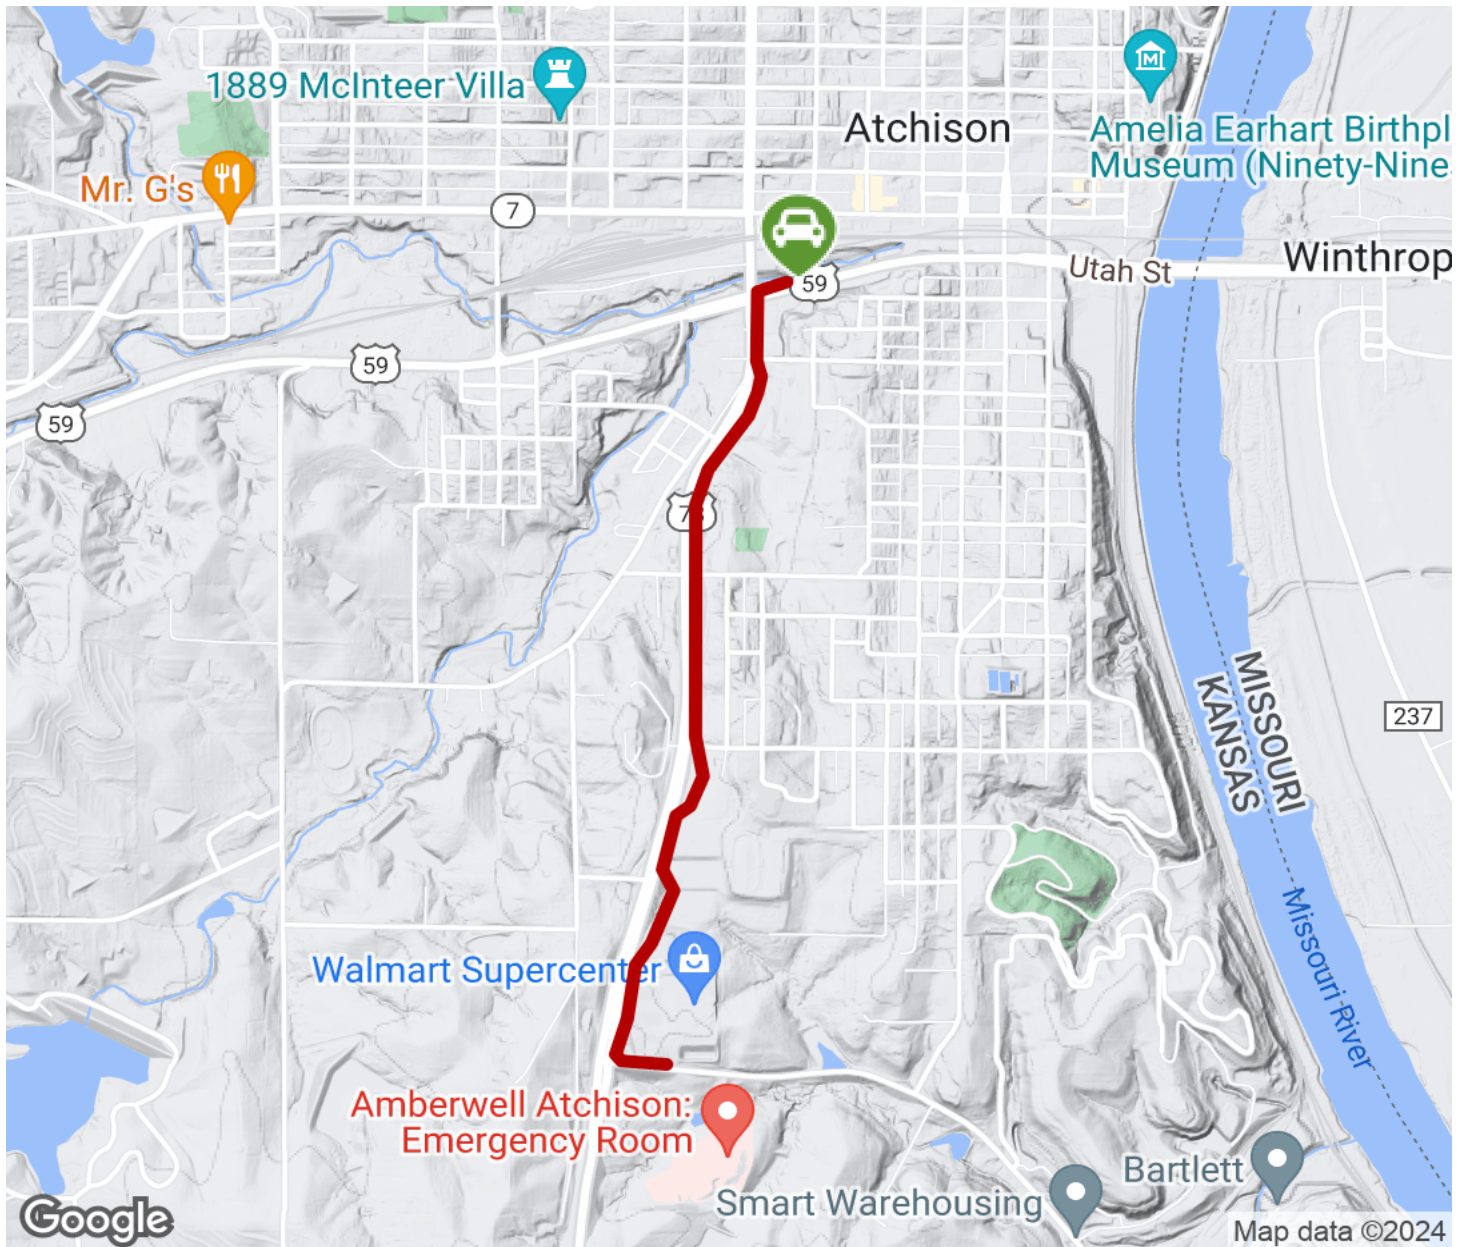 1889 McInteer Villa
Atchison
Amelia Earhart Birthpl
Museum (Ninety-Nine
Mr. G's
7
59
Utah St
Winthrop
59
59
MISSOURI
KANSAS
237
Missouri River
Walmart Supercenter
Amberwell Atchison:
Emergency Room
Bartlett
Smart Warehousing
Google
Map data ©2024